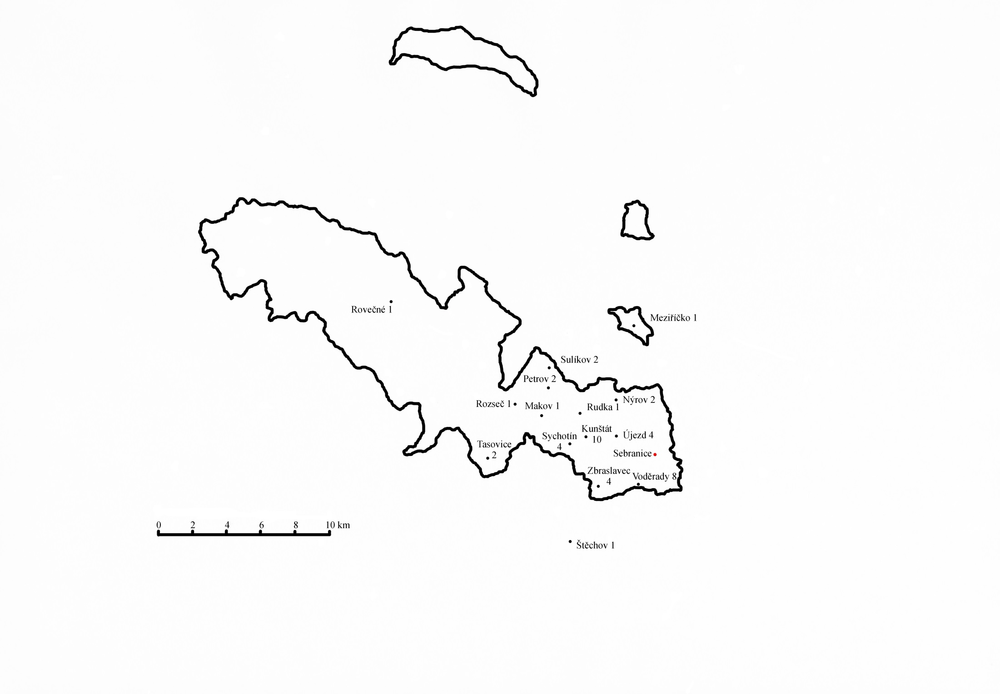 Rovečné 1
Meziříčko 1
Sulíkov 2
Petrov 2
Nýrov 2
Rozseč 1
Makov 1
Rudka 1
Kunštát
10
Újezd 4
Sychotín
4
Tasovice
2
Sebranice
Zbraslavec
4
Voděrady 8
0 2 4 6 8 10 km
Štěchov 1